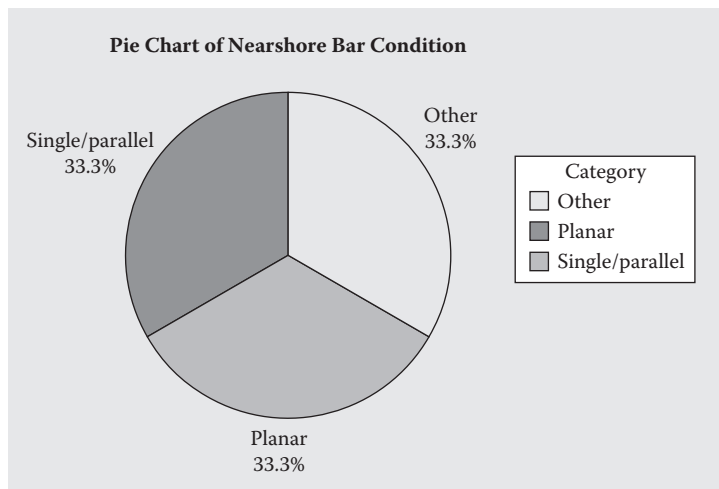 Pie Chart of Nearshore Bar Condition
Other
33.3%
Single/parallel
33.3%
Category
Other
Planar
Single/parallel
Planar
33.3%